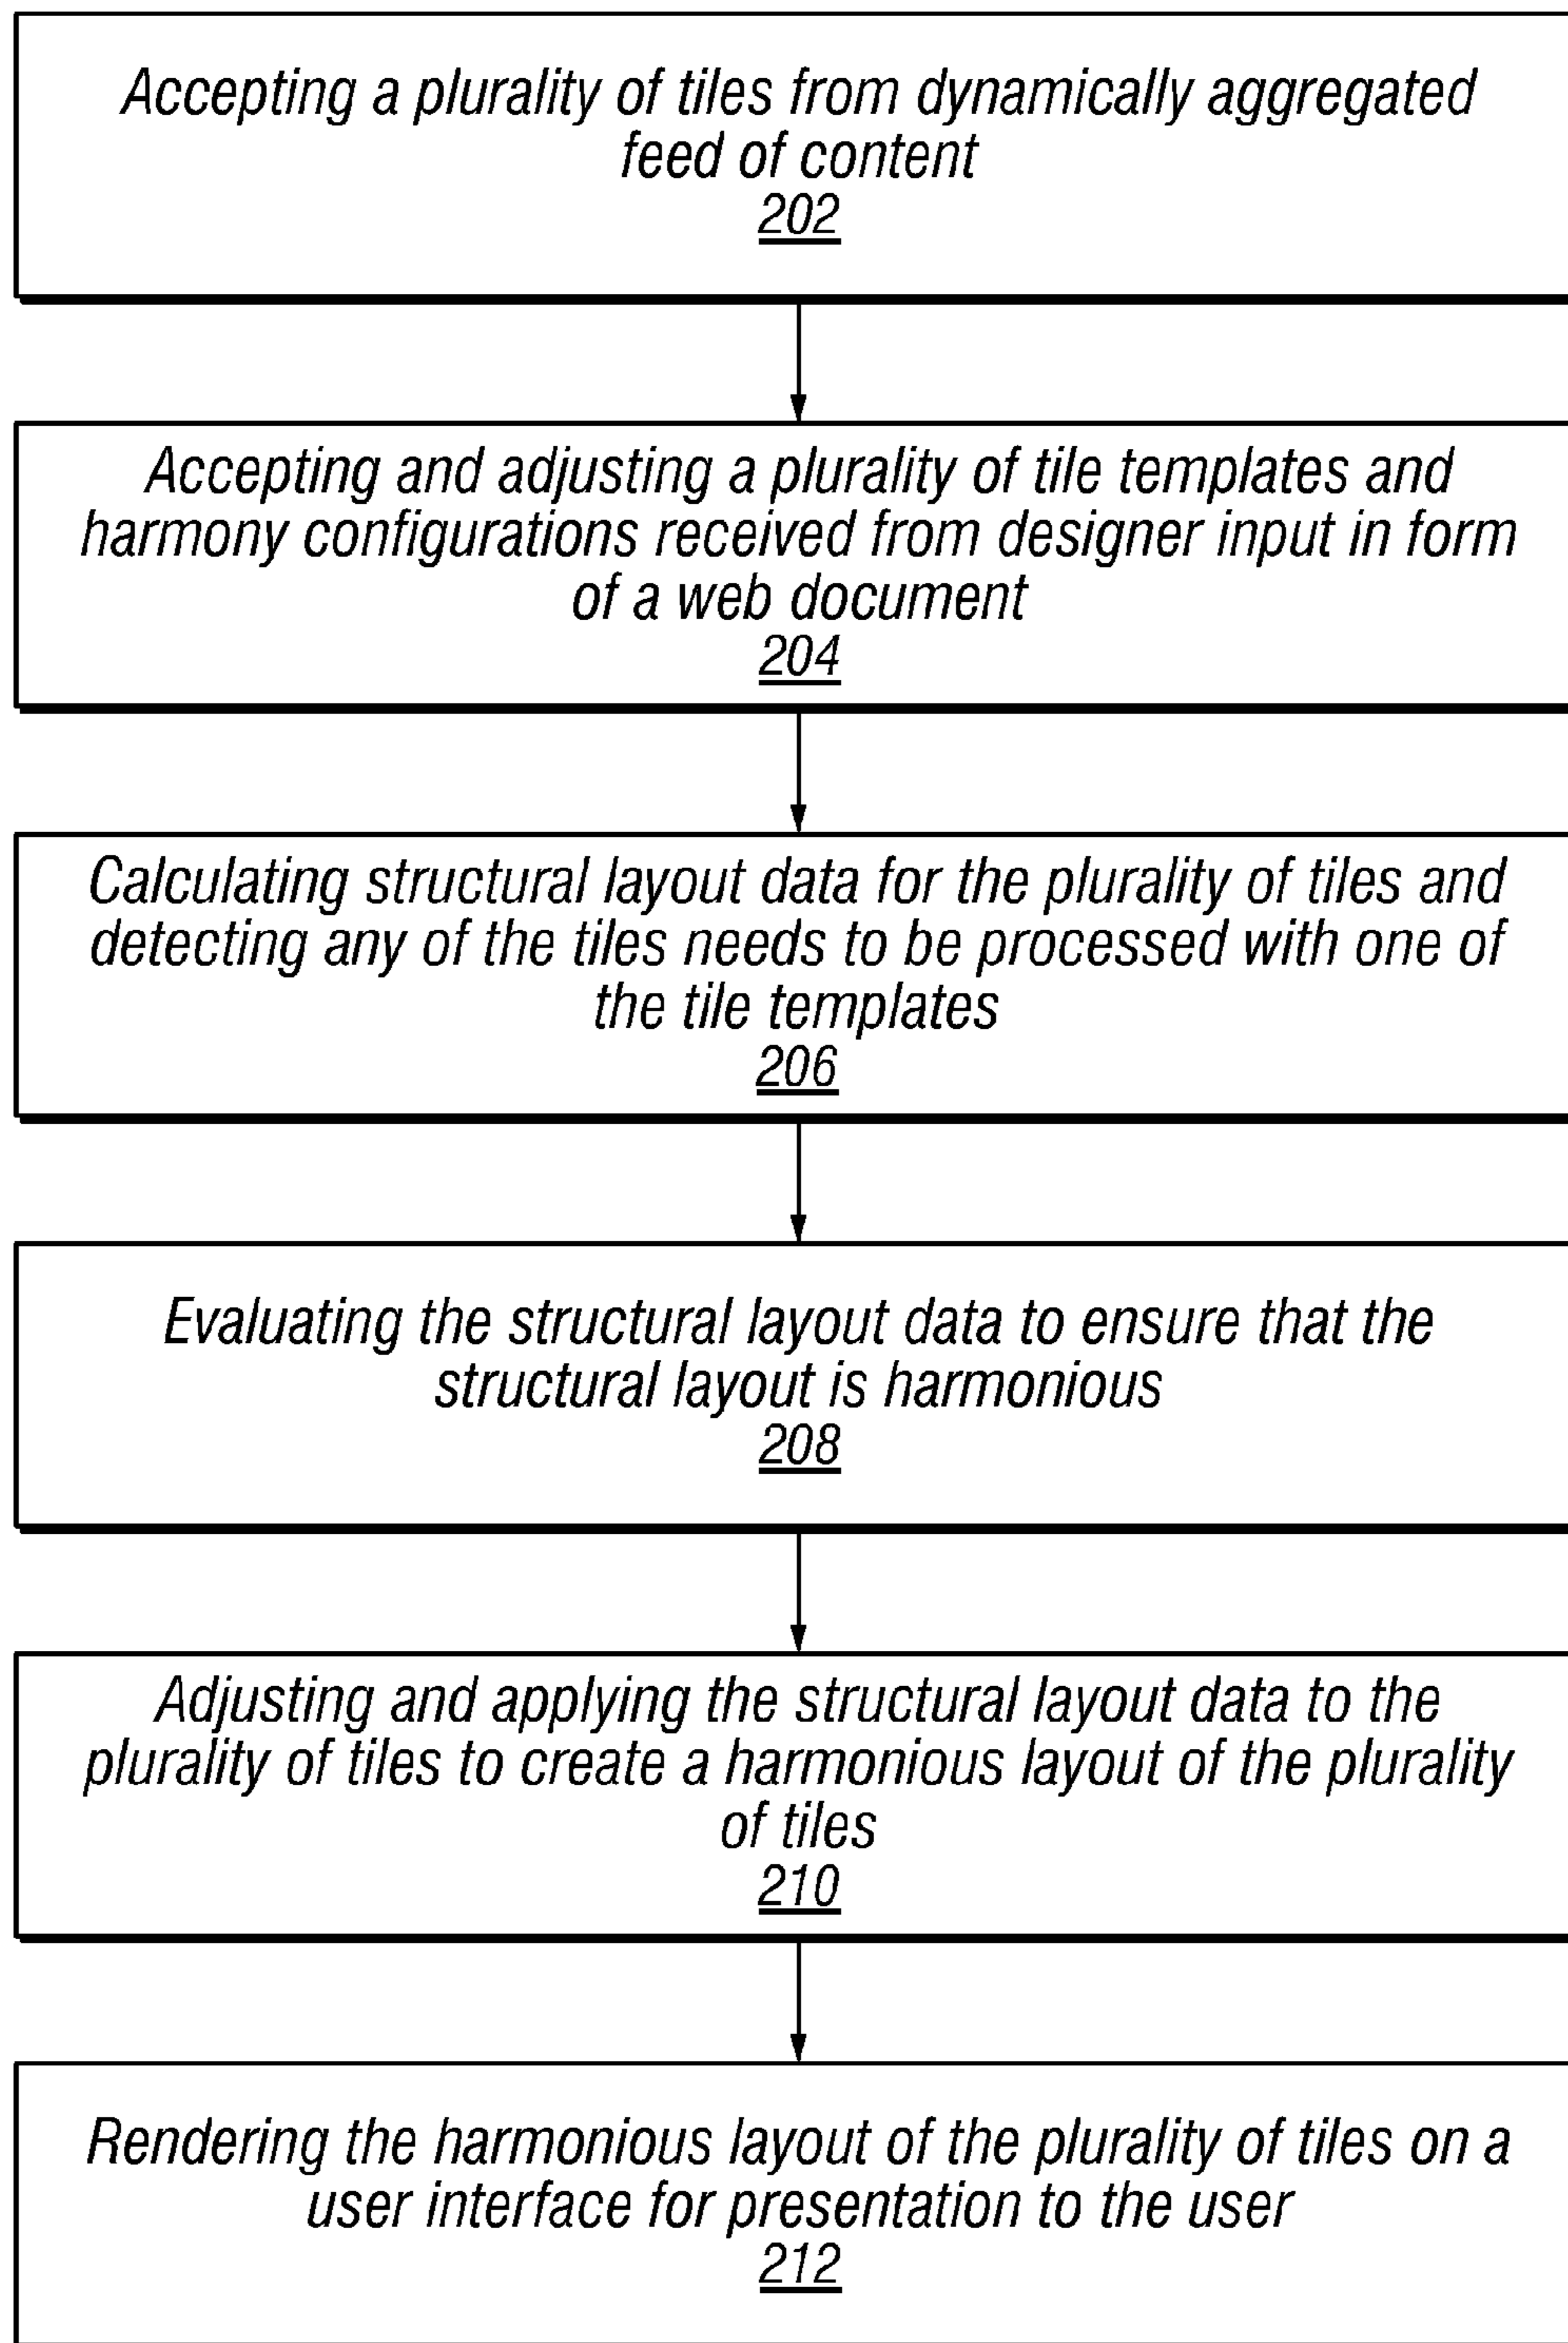 Accepting a plurality of tiles from dynamically aggregated
feed of content
202
Accepting and adjusting a plurality of tile templates and
harmony configurations received from designer input in form
of a web document
204
Calculating structural layout data for the plurality of tiles and
detecting any of the tiles needs to be processed with one of
the tile templates
206
Evaluating the structural layout data to ensure that the
structural layout is harmonious
208
Adjusting and applying the structural layout data to the
plurality of tiles to create a harmonious layout of the plurality
of tiles
210
Rendering the harmonious layout of the plurality of tiles on a
user interface for presentation to the user
212